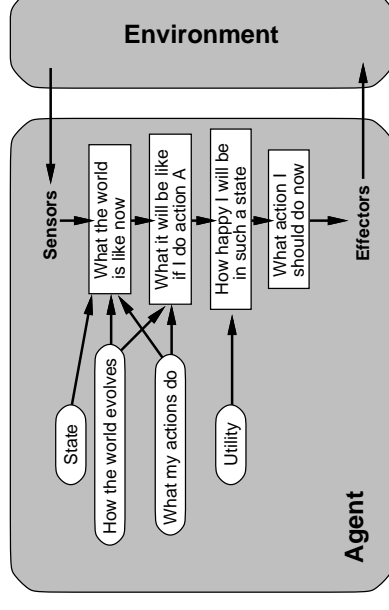 Sensors
State
What the world
is like now
How the world evolves
What it will be like
if I do action A
What my actions do
How happy I will be
in such a state
Utility
What action I
should do now
Agent
Effectors
Environment